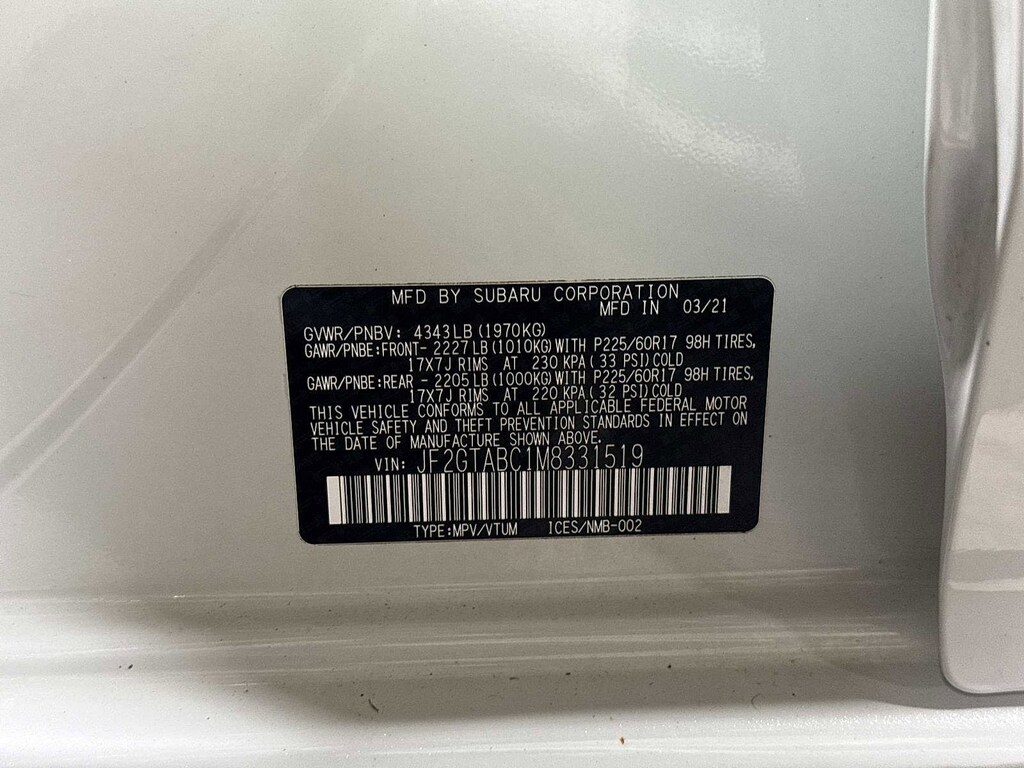 MFD BY SUBARU CORPORATION
MFD IN 03/21
GVWR/PNBV: 4343LB(1970KG)
GAWR/PNBE:FRONT- 2227LB(1010KG)WITH P225/60R17 98H TIRES,
17X7J RIMS AT 230 KPA( 33 PSI)COLD
GAWR/PNBE:REAR - 2205LB(1000KG)WITH P225/60R17 98H TIRES,
17X7J RIMS AT 220 KPA( 32 PSI)COLD
THIS VEHICLE CONFORMS TO ALL APPLICABLE FEDERAL MOTOR
VEHICLE SAFETY AND THEFT PREVENTION STANDARDS IN EFFECT ON
THE DATE OF MANUFACTURE SHOWN ABOVE.
VIN: JF2GTABC1M8331519
TYPE:MPV/VTUM ICES/NMB-002